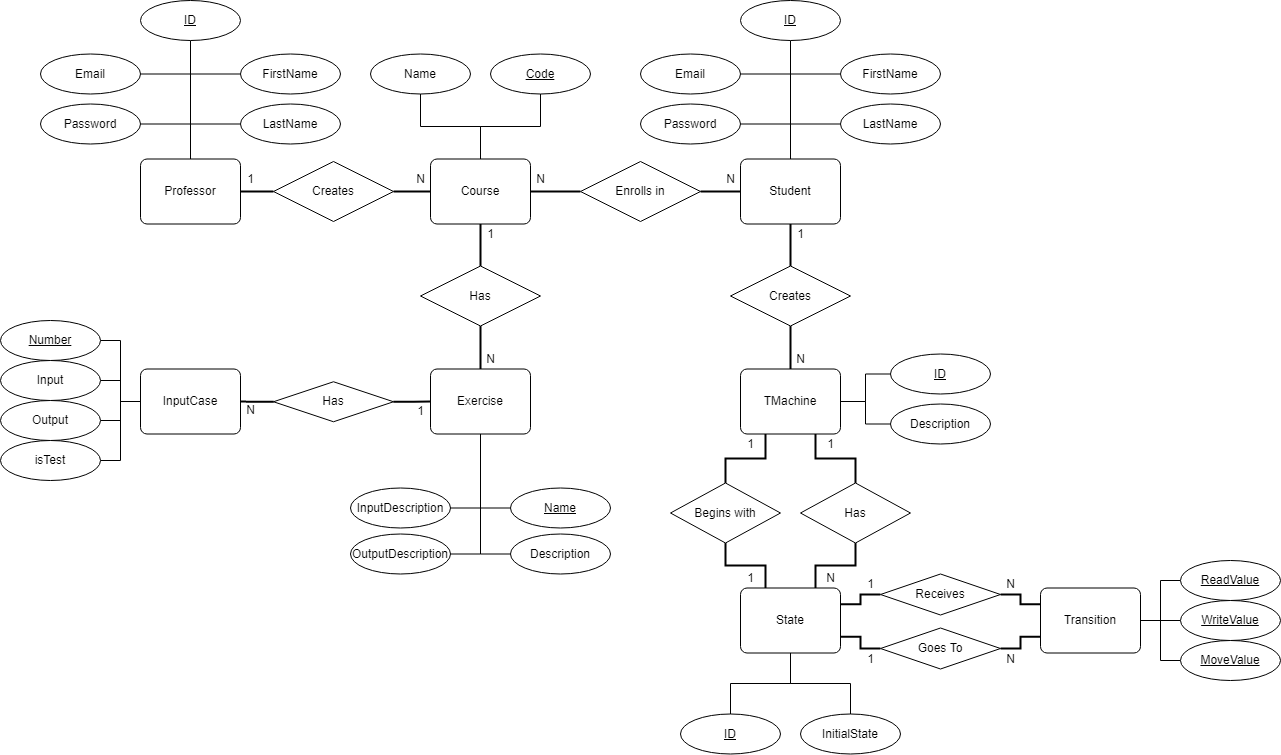 ID
ID
Email
FirstName
Name
Code
Email
FirstName
Password
LastName
Password
LastName
Professor
1
Creates
N
Course
N
Enrolls in
N
Student
1
1
Has
Creates
N
N
Number
Input
Output
isTest
InputCase
N
Has
1
Exercise
TMachine
ID
Description
1
1
InputDescription
Name
OutputDescription
Description
Begins with
Has
1
N
State
1
Receives
N
1
Goes To
N
Transition
ReadValue
WriteValue
MoveValue
ID
InitialState